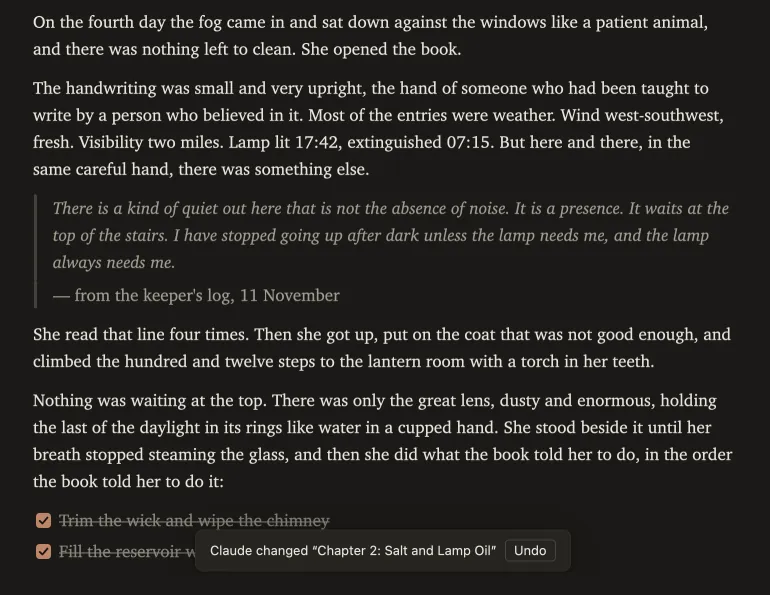 On the fourth day the fog came in and sat down against the windows like a patient animal,
and there was nothing left to clean. She opened the book.
The handwriting was small and very upright, the hand of someone who had been taught to
write by a person who believed in it. Most of the entries were weather. Wind west-southwest,
fresh. Visibility two miles. Lamp lit 17:42, extinguished 07:15. But here and there, in the
same careful hand, there was something else.
There is a kind of quiet out here that is not the absence of noise. It is a presence. It waits at the
top of the stairs. I have stopped going up after dark unless the lamp needs me, and the lamp
always needs me.
— from the keeper's log, 11 November
She read that line four times. Then she got up, put on the coat that was not good enough, and
climbed the hundred and twelve steps to the lantern room with a torch in her teeth.
Nothing was waiting at the top. There was only the great lens, dusty and enormous, holding
the last of the daylight in its rings like water in a cupped hand. She stood beside it until her
breath stopped steaming the glass, and then she did what the book told her to do, in the order
the book told her to do it:
Trim the wick and wipe the chimney
Fill the reservoir
Claude changed “Chapter 2: Salt and Lamp Oil” Undo